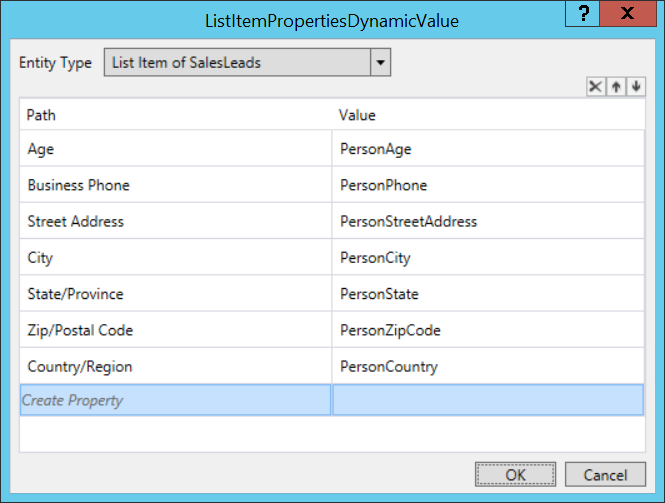 ListItemPropertiesDynamicValue
? X
Entity Type List Item of SalesLeads
Path Value
Age PersonAge
Business Phone PersonPhone
Street Address PersonStreetAddress
City PersonCity
State/Province PersonState
Zip/Postal Code PersonZipCode
Country/Region PersonCountry
Create Property
OK Cancel